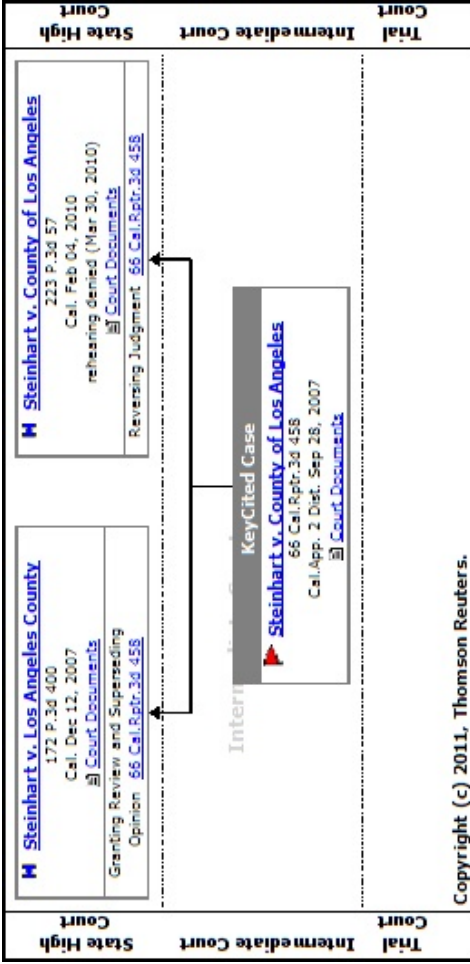 State High
Court
Steinhart v. Los Angeles County
172 P.3d 400
Cal. Dec 12, 2007
Court Documents
Granting Review and Superseding
Opinion 66 Cal.Rptr.3d 458
H Steinhart v. County of Los Angeles
223 P.3d 57
Cal. Feb 04, 2010
rehearing denied (Mar 30, 2010)
Court Documents
Reversing Judgment 66 Cal.Rptr.3d 458
State High
Court
Intermediate Court
KeyCited Case
Steinhart v. County of Los Angeles
66 Cal.Rptr.3d 458
Cal.App. 2 Dist. Sep 28, 2007
Court Documents
Intermediate Court
Trial
Court
Trial
Court
Copyright (c) 2011, Thomson Reuters.